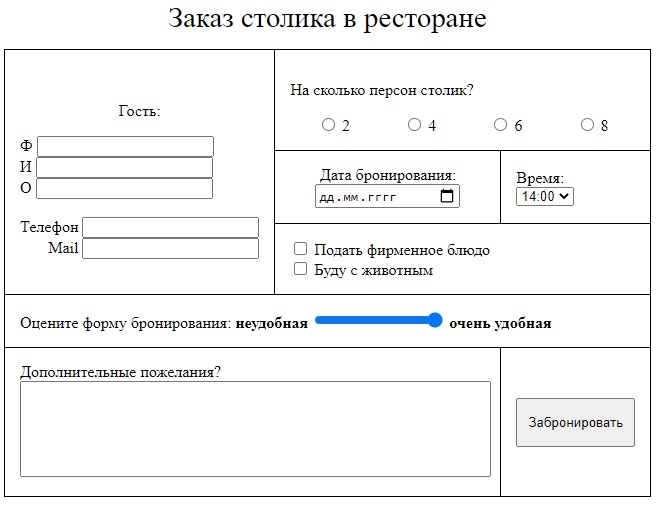 Заказ столика в ресторане
Гость:
Ф
И
О
Телефон
Mail
На сколько персон столик?
2 4 6 8
Дата бронирования:
дд.мм.гггг
Время:
14:00
Подать фирменное блюдо
Буду с животным
Оцените форму бронирования: неудобная очень удобная
Дополнительные пожелания?
Забронировать